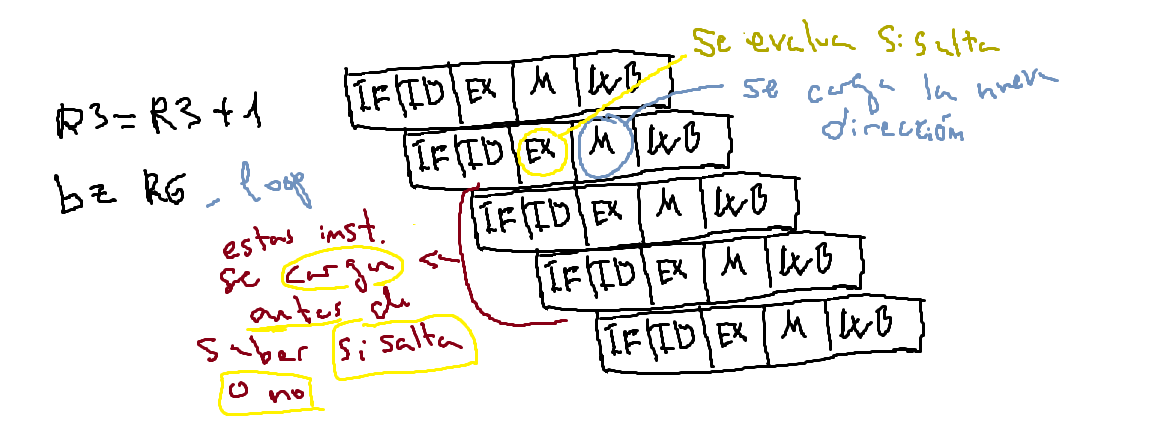 Se evalua si salta
IF ID EX M WB
se carga la nueva
dirección
R3 = R3 + 1
IF ID EX M WB
bz R6 loop
IF ID EX M WB
estas inst.
se cargan
antes de
saber si salta
o no
IF ID EX M WB
IF ID EX M WB